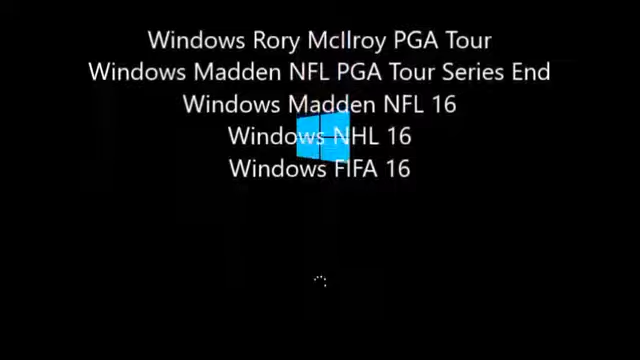 Windows Rory McIlroy PGA Tour
Windows Madden NFL PGA Tour Series End
Windows Madden NFL 16
Windows NHL 16
Windows FIFA 16